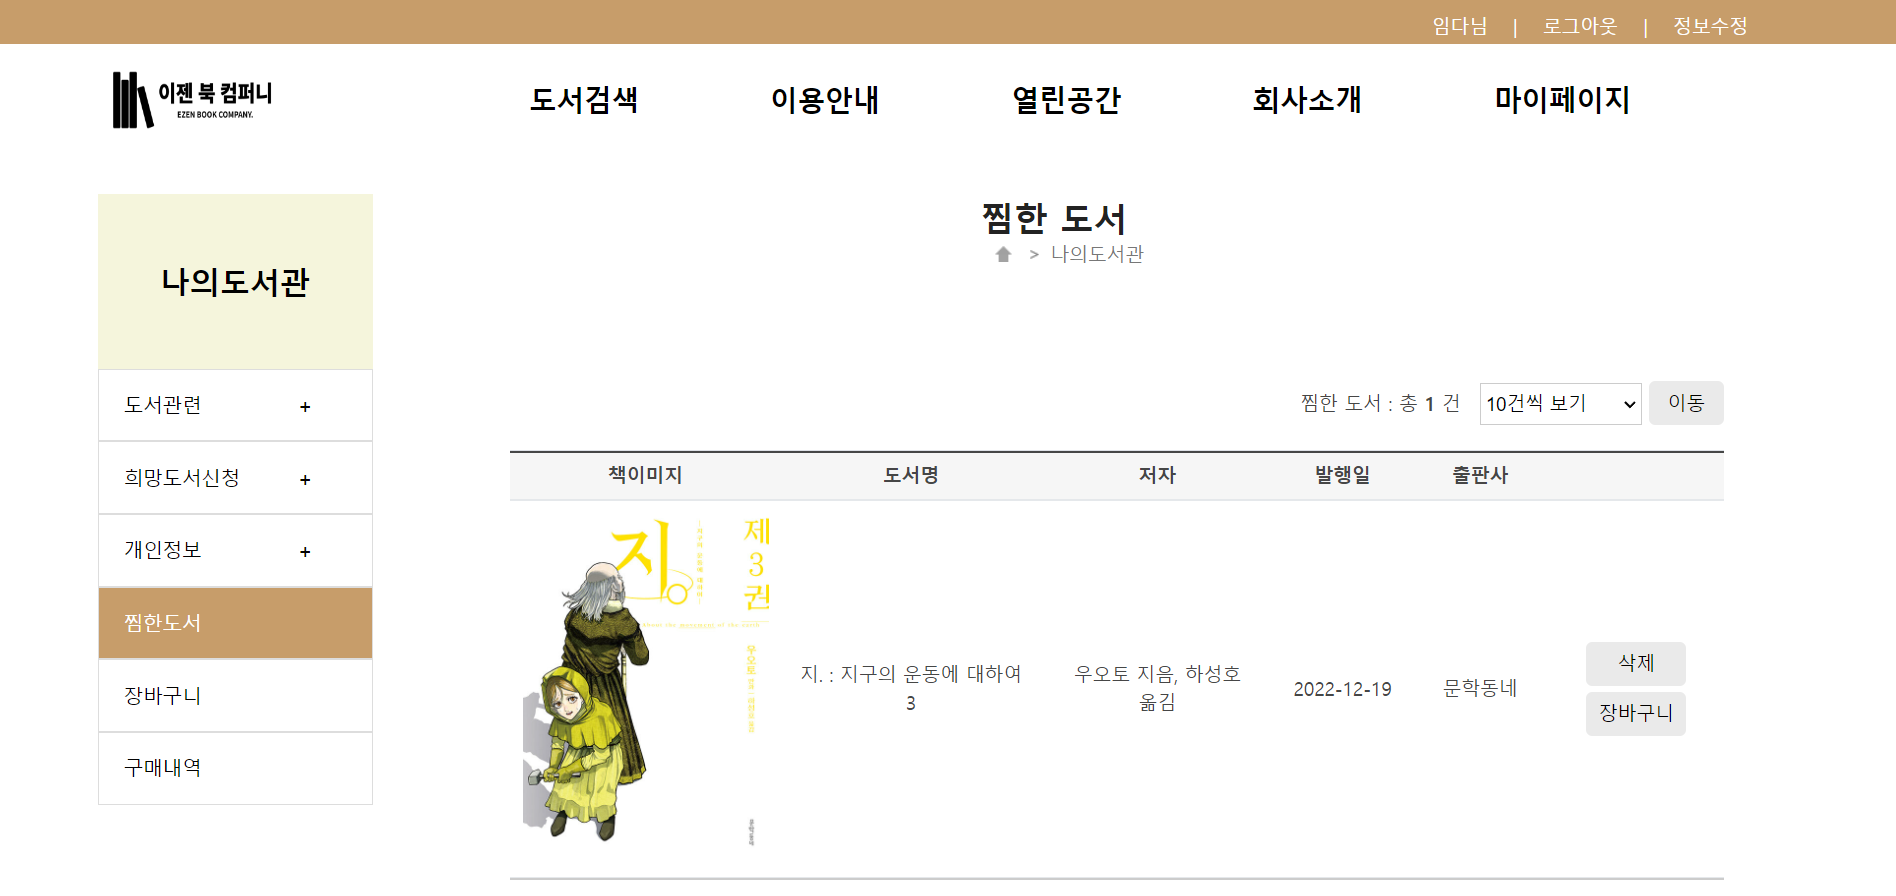 임다님 | 로그아웃 | 정보수정
이젠 북 컴퍼니
EZEN BOOK COMPANY.
도서검색 이용안내 열린공간 회사소개 마이페이지
나의도서관
도서관련 +
희망도서신청 +
개인정보 +
찜한도서
장바구니
구매내역
찜한 도서
> 나의도서관
찜한 도서 : 총 1 건 10건씩 보기 이동
책이미지 도서명 저자 발행일 출판사
지。
제3권
우오토
지. : 지구의 운동에 대하여
3
우오토 지음, 하성호
옮김
2022-12-19
문학동네
삭제
장바구니